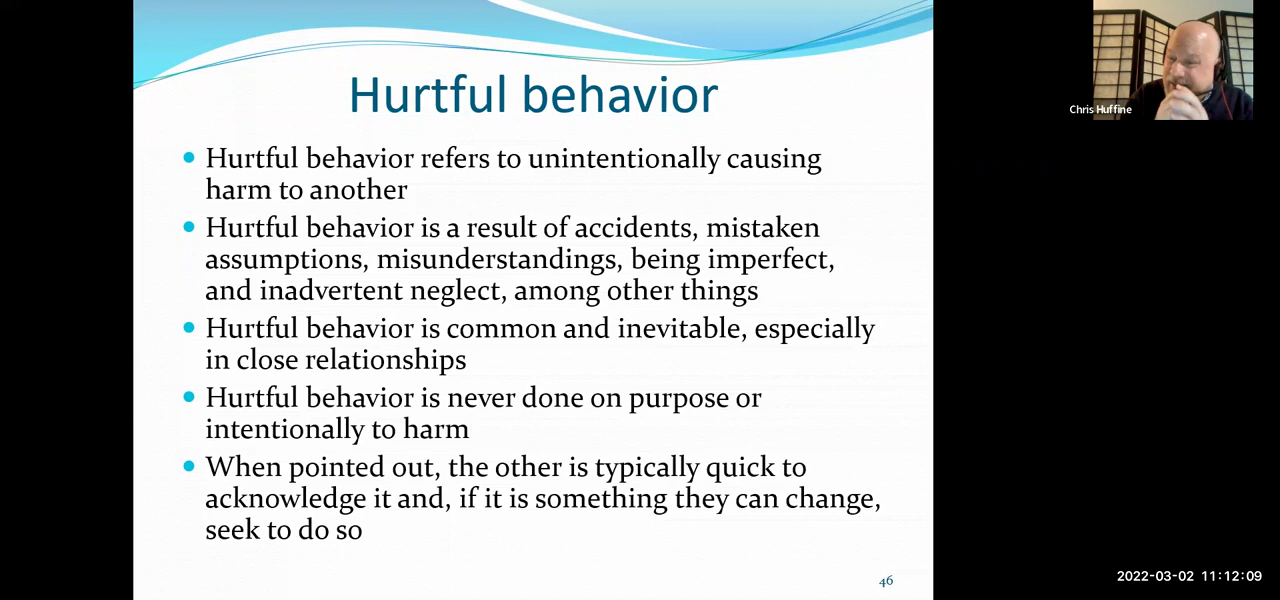 Hurtful behavior
• Hurtful behavior refers to unintentionally causing
harm to another
• Hurtful behavior is a result of accidents, mistaken
assumptions, misunderstandings, being imperfect,
and inadvertent neglect, among other things
• Hurtful behavior is common and inevitable, especially
in close relationships
• Hurtful behavior is never done on purpose or
intentionally to harm
• When pointed out, the other is typically quick to
acknowledge it and, if it is something they can change,
seek to do so
46
Chris Huffine
2022-03-02 11:12:09